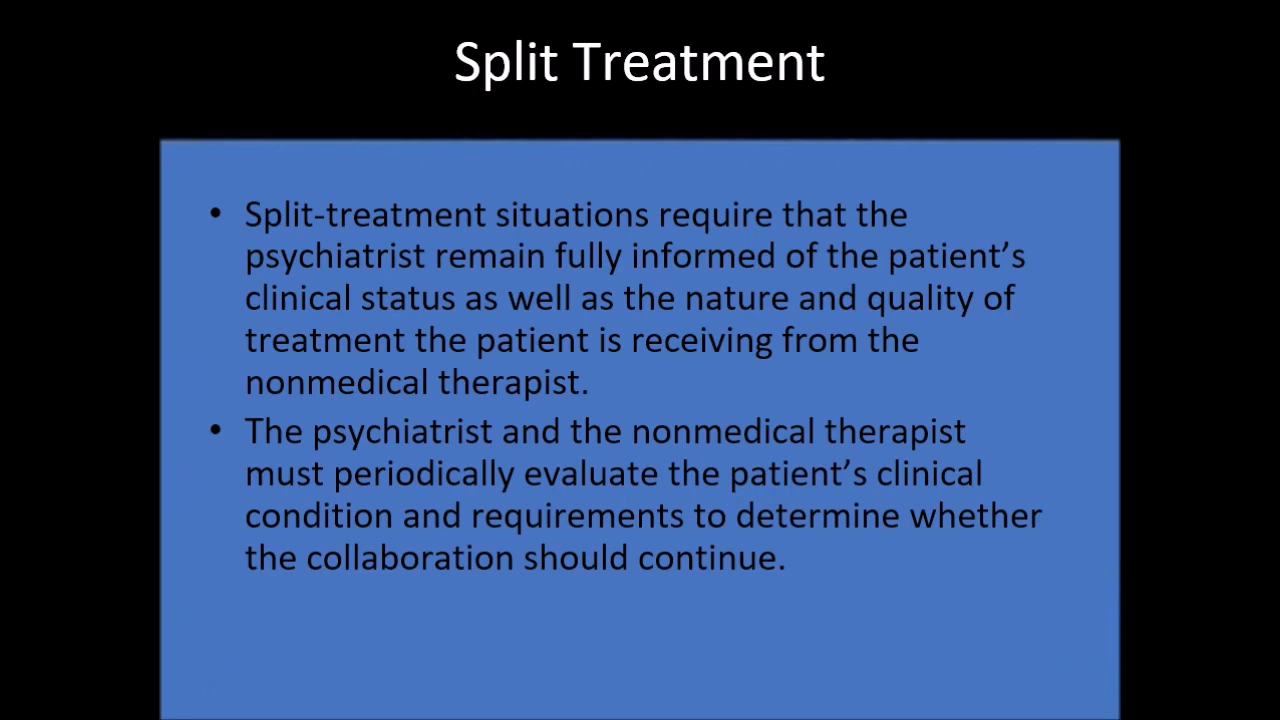 Split Treatment
• Split-treatment situations require that the
psychiatrist remain fully informed of the patient’s
clinical status as well as the nature and quality of
treatment the patient is receiving from the
nonmedical therapist.
• The psychiatrist and the nonmedical therapist
must periodically evaluate the patient’s clinical
condition and requirements to determine whether
the collaboration should continue.